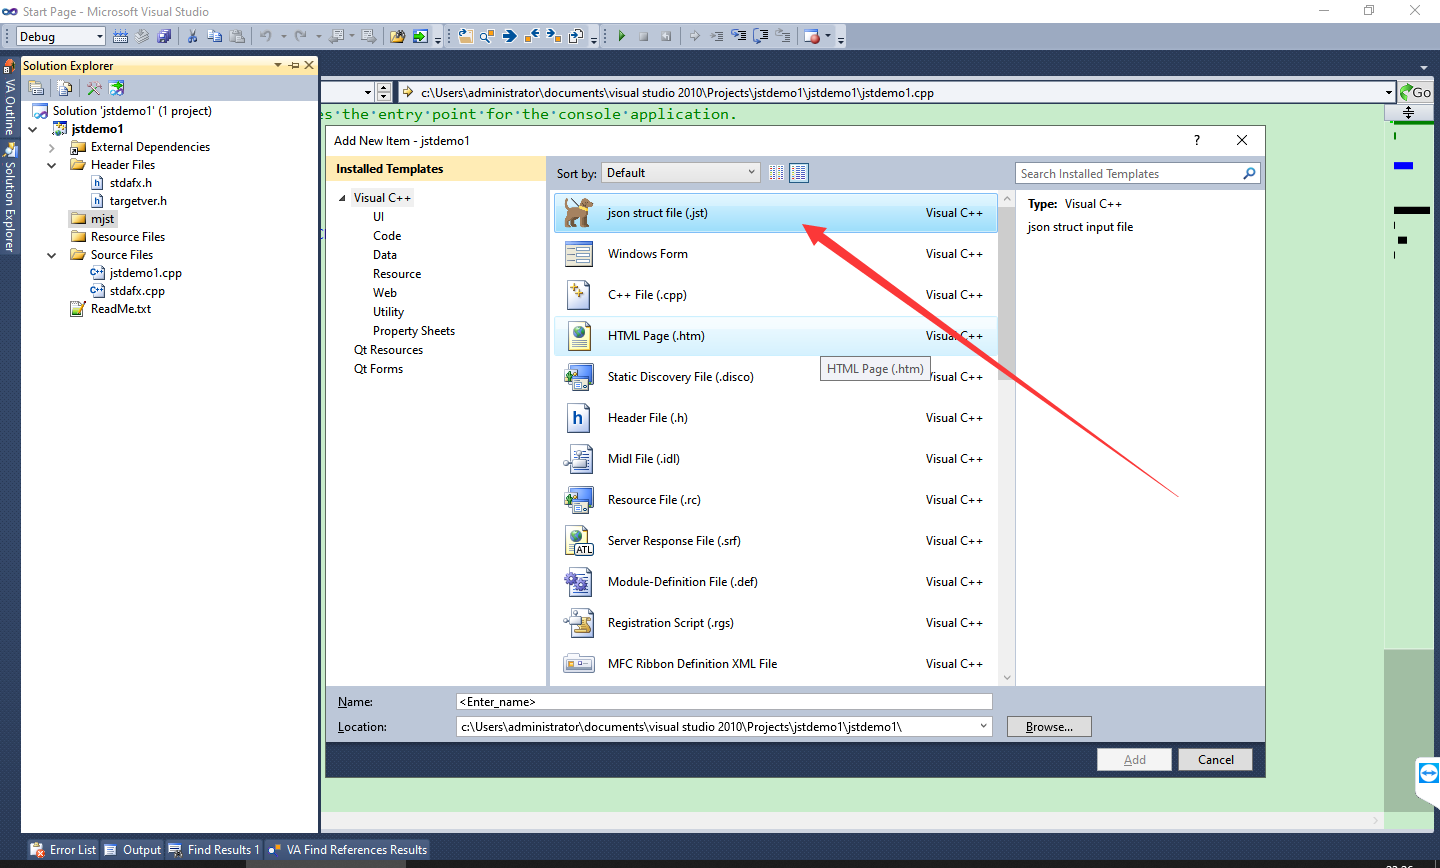 Start Page - Microsoft Visual Studio
Debug
Solution Explorer
VA Outline
Solution Explorer
Solution 'jstdemo1' (1 project)
jstdemo1
External Dependencies
Header Files
stdafx.h
targetver.h
mjst
Resource Files
Source Files
jstdemo1.cpp
stdafx.cpp
ReadMe.txt
c:\Users\administrator\documents\visual studio 2010\Projects\jstdemo1\jstdemo1\jstdemo1.cpp
Go
es the entry point for the console application.
Add New Item - jstdemo1
?
Installed Templates
Visual C++
UI
Code
Data
Resource
Web
Utility
Property Sheets
Qt Resources
Qt Forms
Sort by: Default
Search Installed Templates
json struct file (.jst) Visual C++
Windows Form Visual C++
C++ File (.cpp) Visual C++
HTML Page (.htm) Visual C++
HTML Page (.htm)
Static Discovery File (.disco) Visual C++
Header File (.h) Visual C++
Midl File (.idl) Visual C++
Resource File (.rc) Visual C++
Server Response File (.srf) Visual C++
Module-Definition File (.def) Visual C++
Registration Script (.rgs) Visual C++
MFC Ribbon Definition XML File Visual C++
Type: Visual C++
json struct input file
Name: <Enter_name>
Location: c:\Users\administrator\documents\visual studio 2010\Projects\jstdemo1\jstdemo1\
Browse...
Add
Cancel
Error List
Output
Find Results 1
VA Find References Results